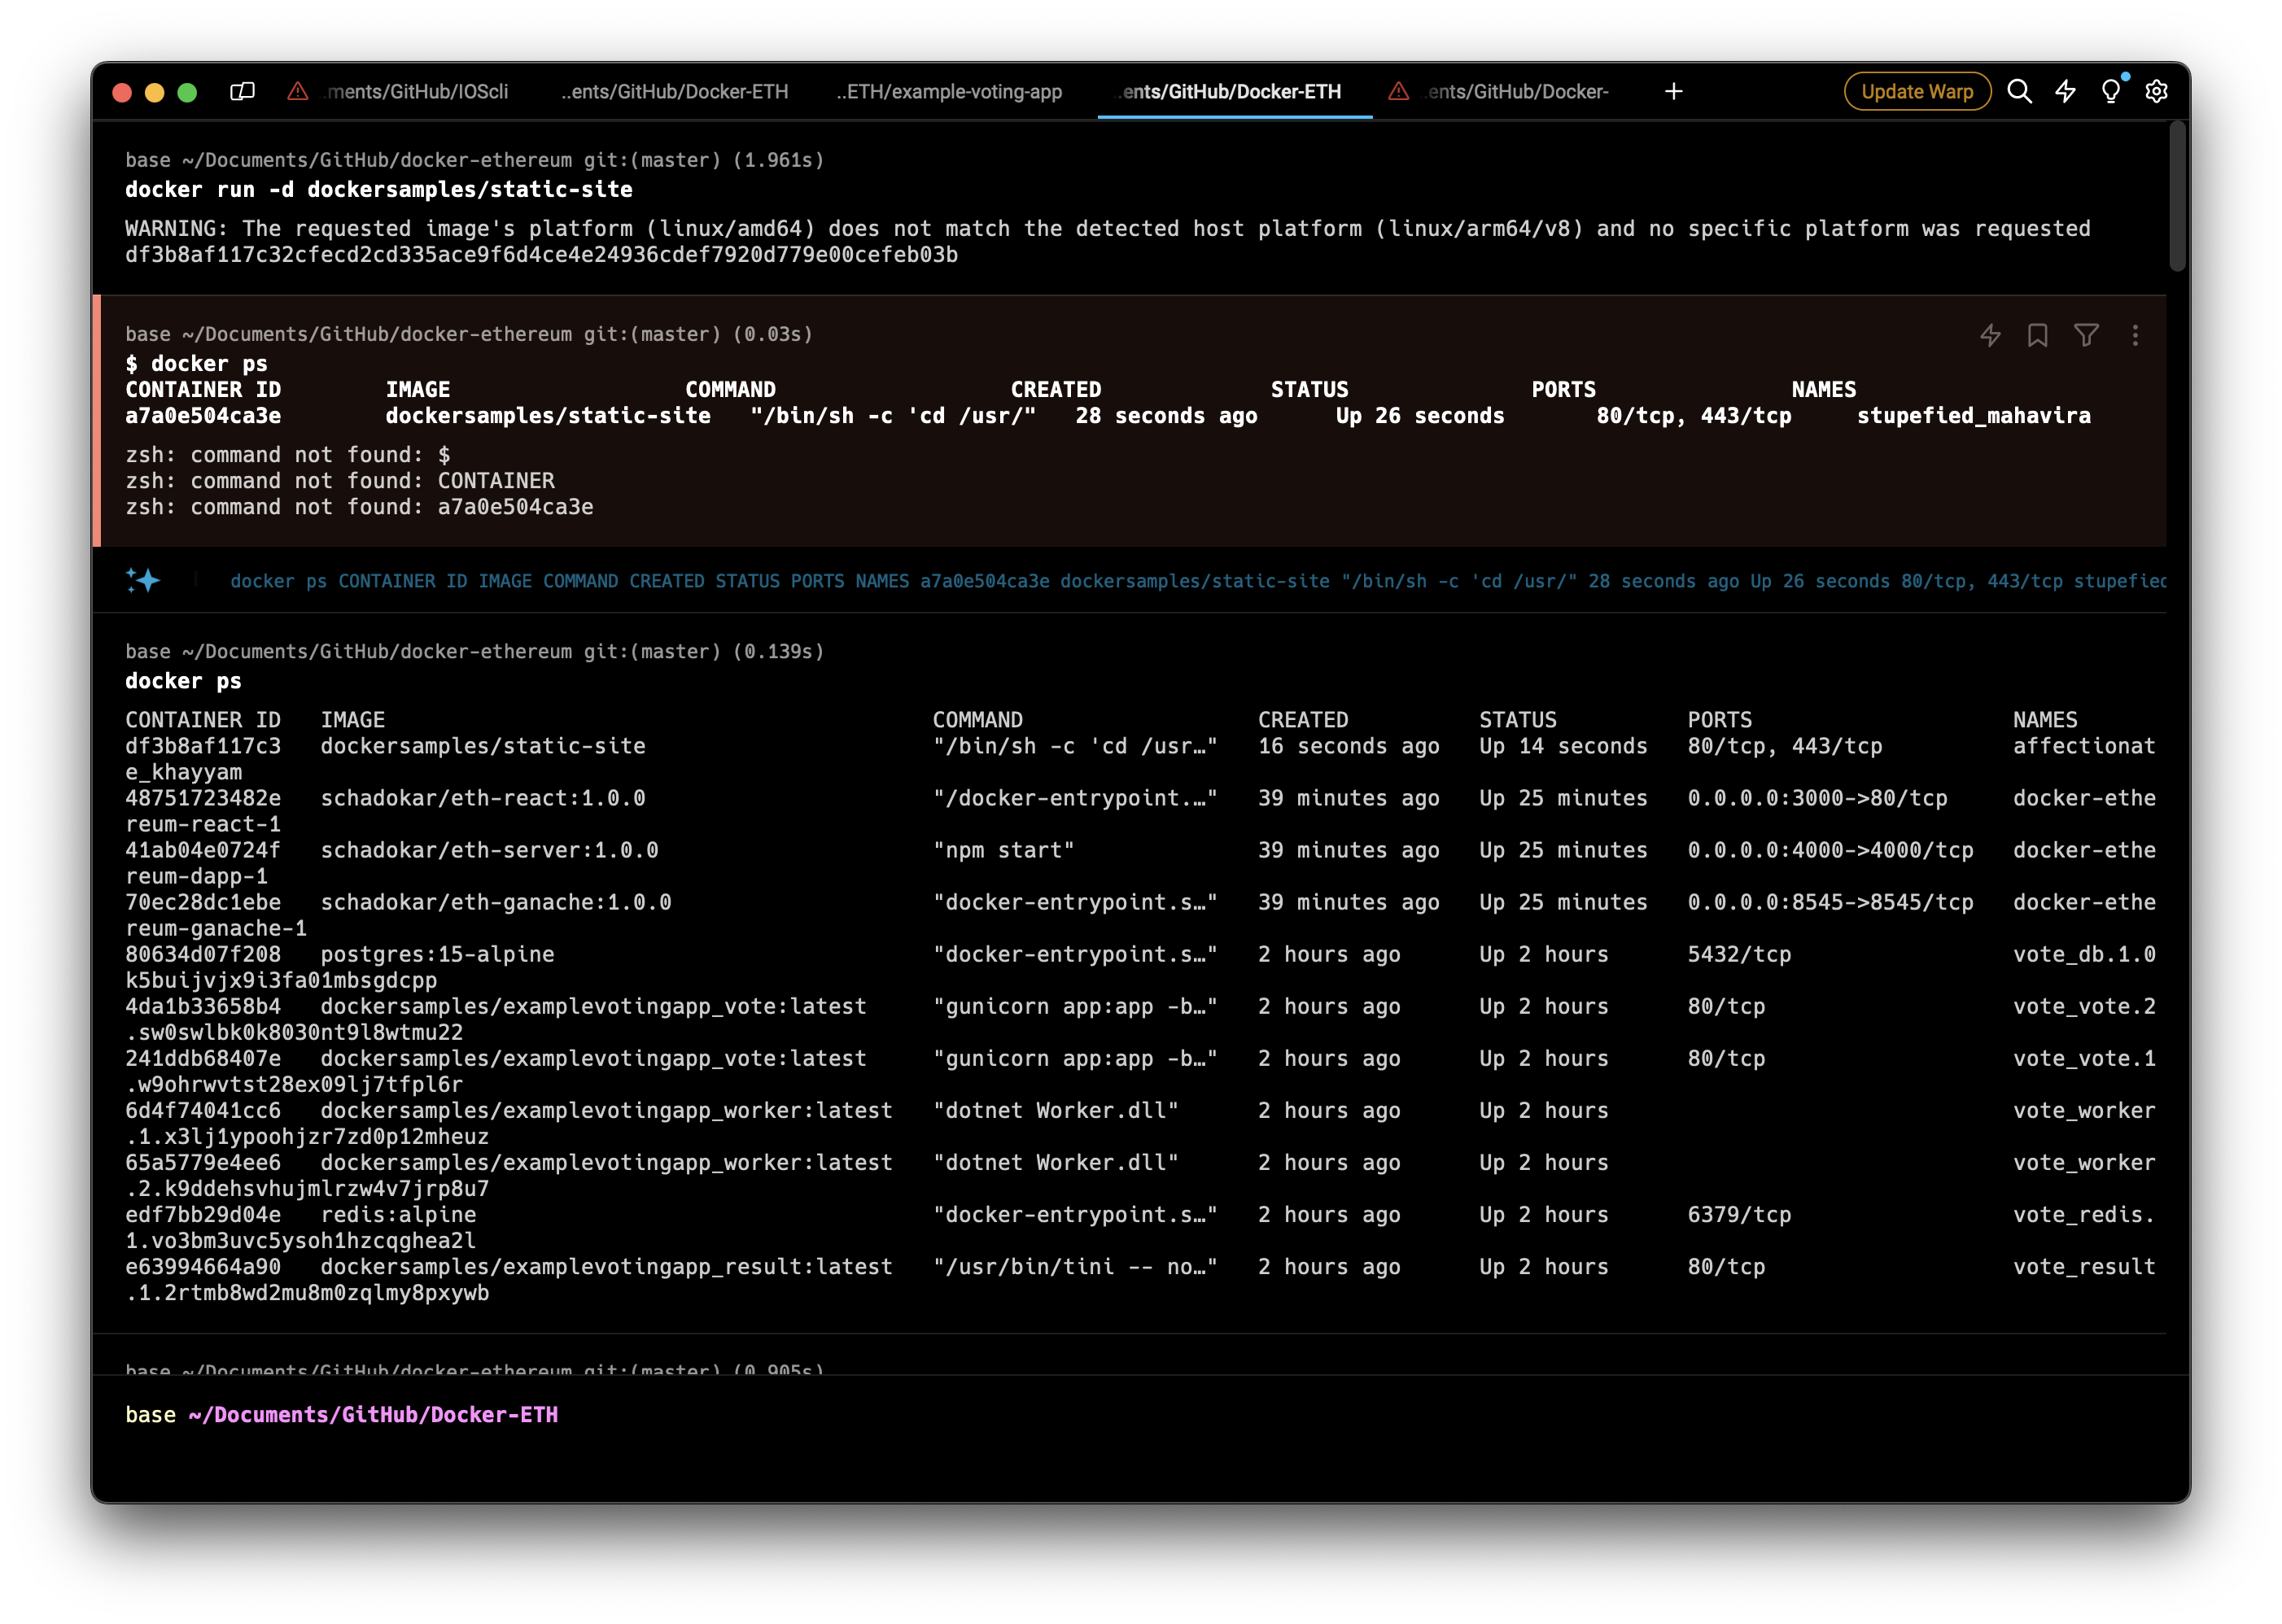 ..ments/GitHub/IOScli ..ents/GitHub/Docker-ETH ..ETH/example-voting-app ..ents/GitHub/Docker-ETH ..ents/GitHub/Docker- + Update Warp
base ~/Documents/GitHub/docker-ethereum git:(master) (1.961s)
docker run -d dockersamples/static-site
WARNING: The requested image's platform (linux/amd64) does not match the detected host platform (linux/arm64/v8) and no specific platform was requested
df3b8af117c32cfecd2cd335ace9f6d4ce4e24936cdef7920d779e00cefeb03b
base ~/Documents/GitHub/docker-ethereum git:(master) (0.03s)
$ docker ps
CONTAINER ID IMAGE COMMAND CREATED STATUS PORTS NAMES
a7a0e504ca3e dockersamples/static-site "/bin/sh -c 'cd /usr/" 28 seconds ago Up 26 seconds 80/tcp, 443/tcp stupefied_mahavira
zsh: command not found: $
zsh: command not found: CONTAINER
zsh: command not found: a7a0e504ca3e
docker ps CONTAINER ID IMAGE COMMAND CREATED STATUS PORTS NAMES a7a0e504ca3e dockersamples/static-site "/bin/sh -c 'cd /usr/" 28 seconds ago Up 26 seconds 80/tcp, 443/tcp stupefied
base ~/Documents/GitHub/docker-ethereum git:(master) (0.139s)
docker ps
CONTAINER ID IMAGE COMMAND CREATED STATUS PORTS NAMES
df3b8af117c3 dockersamples/static-site "/bin/sh -c 'cd /usr…" 16 seconds ago Up 14 seconds 80/tcp, 443/tcp affectionat
e_khayyam
48751723482e schadokar/eth-react:1.0.0 "/docker-entrypoint.…" 39 minutes ago Up 25 minutes 0.0.0.0:3000->80/tcp docker-ethe
reum-react-1
41ab04e0724f schadokar/eth-server:1.0.0 "npm start" 39 minutes ago Up 25 minutes 0.0.0.0:4000->4000/tcp docker-ethe
reum-dapp-1
70ec28dc1ebe schadokar/eth-ganache:1.0.0 "docker-entrypoint.s…" 39 minutes ago Up 25 minutes 0.0.0.0:8545->8545/tcp docker-ethe
reum-ganache-1
80634d07f208 postgres:15-alpine "docker-entrypoint.s…" 2 hours ago Up 2 hours 5432/tcp vote_db.1.0
k5buijvjx9i3fa01mbsgdcpp
4da1b33658b4 dockersamples/examplevotingapp_vote:latest "gunicorn app:app -b…" 2 hours ago Up 2 hours 80/tcp vote_vote.2
.sw0swlbk0k8030nt9l8wtmu22
241ddb68407e dockersamples/examplevotingapp_vote:latest "gunicorn app:app -b…" 2 hours ago Up 2 hours 80/tcp vote_vote.1
.w9ohrwvtst28ex09lj7tfpl6r
6d4f74041cc6 dockersamples/examplevotingapp_worker:latest "dotnet Worker.dll" 2 hours ago Up 2 hours vote_worker
.1.x3lj1ypoohjzr7zd0p12mheuz
65a5779e4ee6 dockersamples/examplevotingapp_worker:latest "dotnet Worker.dll" 2 hours ago Up 2 hours vote_worker
.2.k9ddehsvhujmlrzw4v7jrp8u7
edf7bb29d04e redis:alpine "docker-entrypoint.s…" 2 hours ago Up 2 hours 6379/tcp vote_redis.
1.vo3bm3uvc5ysoh1hzcqghea2l
e63994664a90 dockersamples/examplevotingapp_result:latest "/usr/bin/tini -- no…" 2 hours ago Up 2 hours 80/tcp vote_result
.1.2rtmb8wd2mu8m0zqlmy8pxywb
base ~/Documents/GitHub/docker-ethereum git:(master) (0.905s)
base ~/Documents/GitHub/Docker-ETH